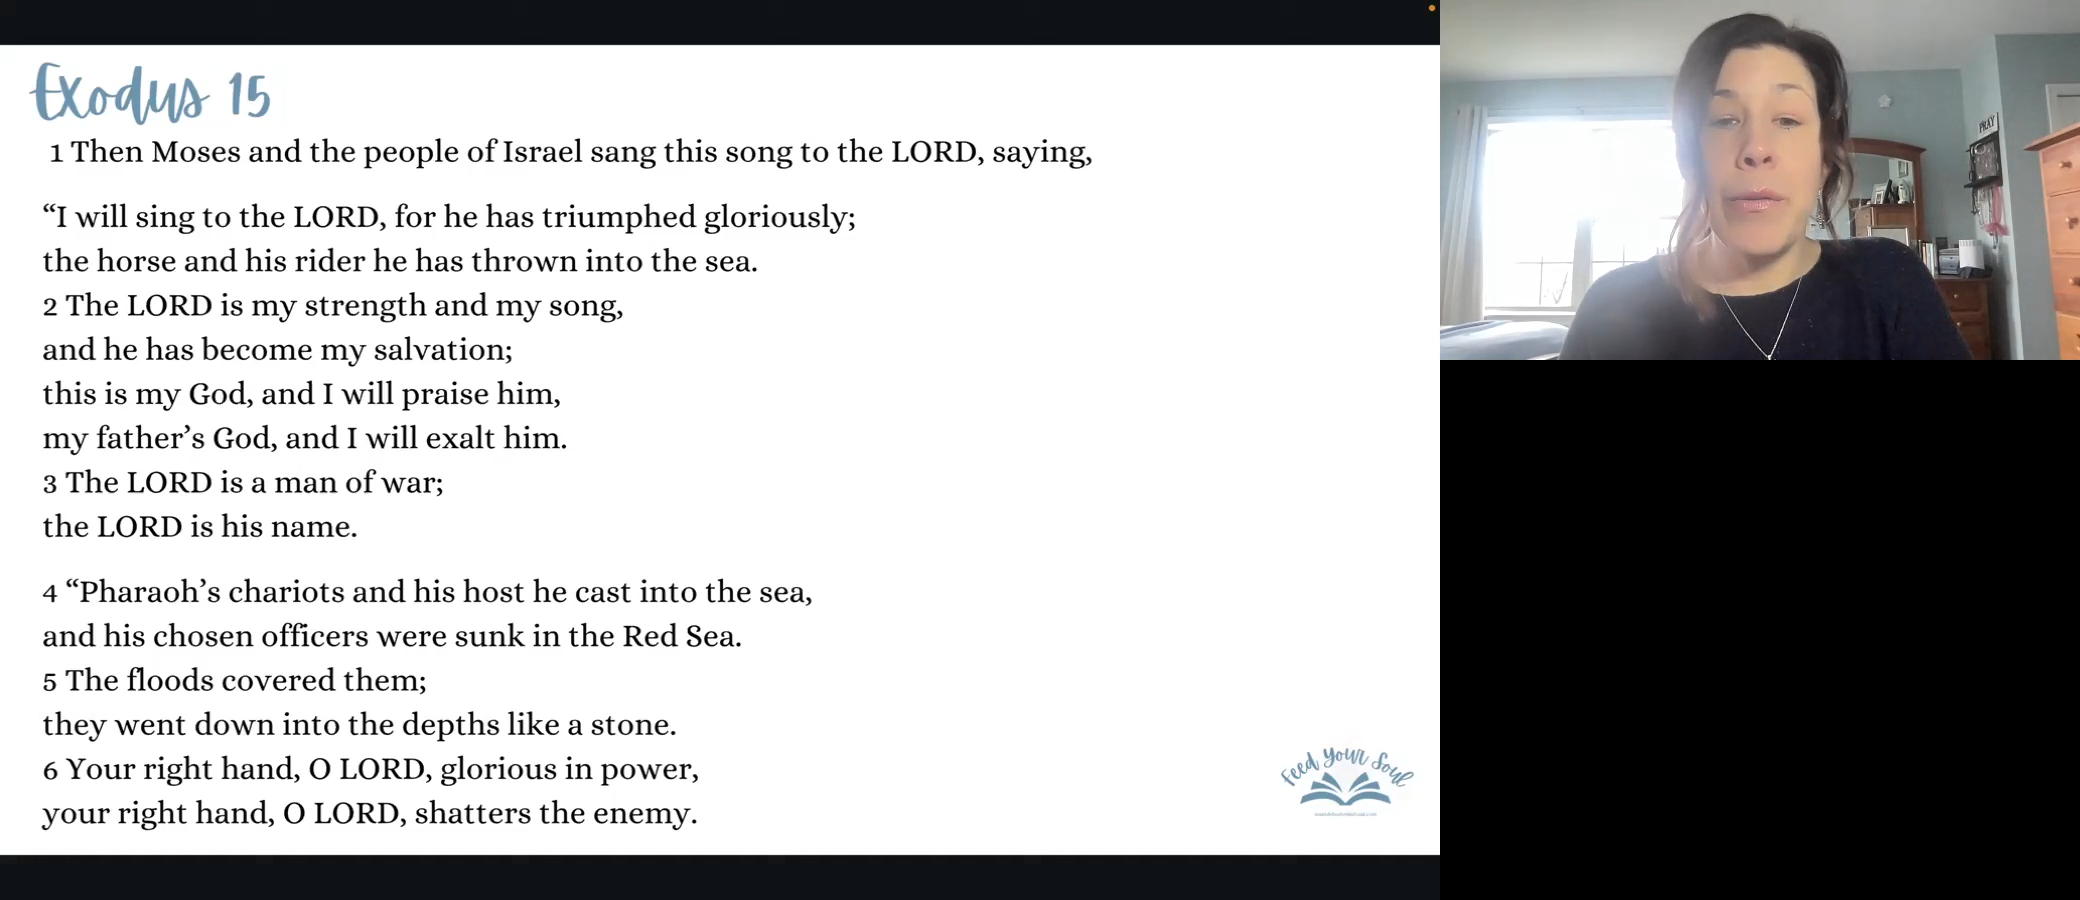 Exodus 15
1 Then Moses and the people of Israel sang this song to the LORD, saying,
“I will sing to the LORD, for he has triumphed gloriously;
the horse and his rider he has thrown into the sea.
2 The LORD is my strength and my song,
and he has become my salvation;
this is my God, and I will praise him,
my father’s God, and I will exalt him.
3 The LORD is a man of war;
the LORD is his name.
4 “Pharaoh’s chariots and his host he cast into the sea,
and his chosen officers were sunk in the Red Sea.
5 The floods covered them;
they went down into the depths like a stone.
6 Your right hand, O LORD, glorious in power,
your right hand, O LORD, shatters the enemy.
Feed Your Soul
PRAY